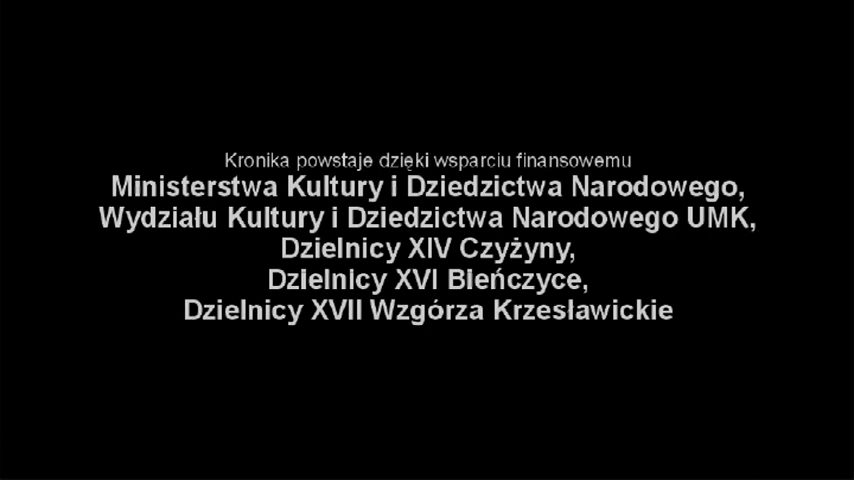 Kronika powstaje dzięki wsparciu finansowemu
Ministerstwa Kultury i Dziedzictwa Narodowego,
Wydziału Kultury i Dziedzictwa Narodowego UMK,
Dzielnicy XIV Czyżyny,
Dzielnicy XVI Bieńczyce,
Dzielnicy XVII Wzgórza Krzesławickie